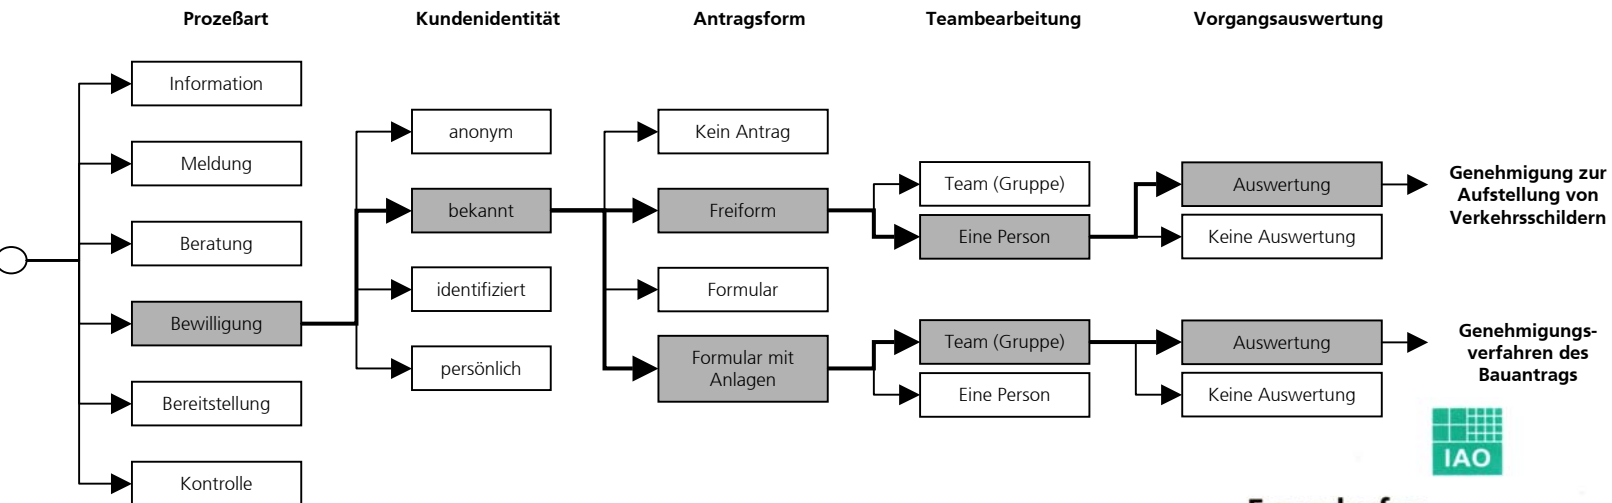 Prozeßart
Kundenidentität
Antragsform
Teambearbeitung
Vorgangsauswertung
Information
Meldung
Beratung
Bewilligung
Bereitstellung
Kontrolle
anonym
bekannt
identifiziert
persönlich
Kein Antrag
Freiform
Formular
Formular mit
Anlagen
Team (Gruppe)
Eine Person
Team (Gruppe)
Eine Person
Auswertung
Keine Auswertung
Auswertung
Keine Auswertung
Genehmigung zur
Aufstellung von
Verkehrsschildern
Genehmigungs-
verfahren des
Bauantrags
IAO